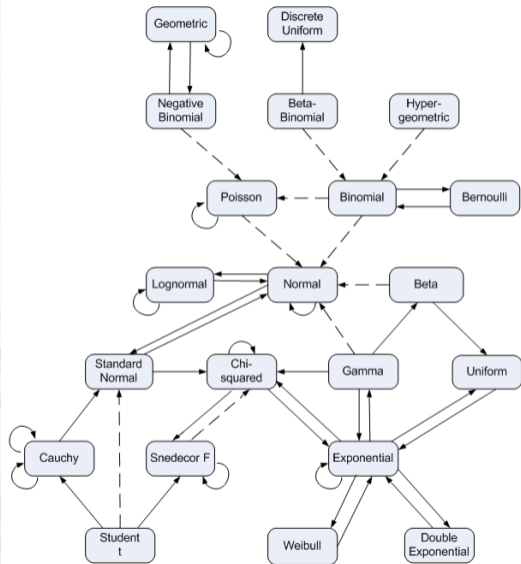 Geometric
Discrete
Uniform
Negative
Binomial
Beta-
Binomial
Hyper-
geometric
Poisson
Binomial
Bernoulli
Lognormal
Normal
Beta
Standard
Normal
Chi-
squared
Gamma
Uniform
Cauchy
Snedecor F
Exponential
Student
t
Weibull
Double
Exponential